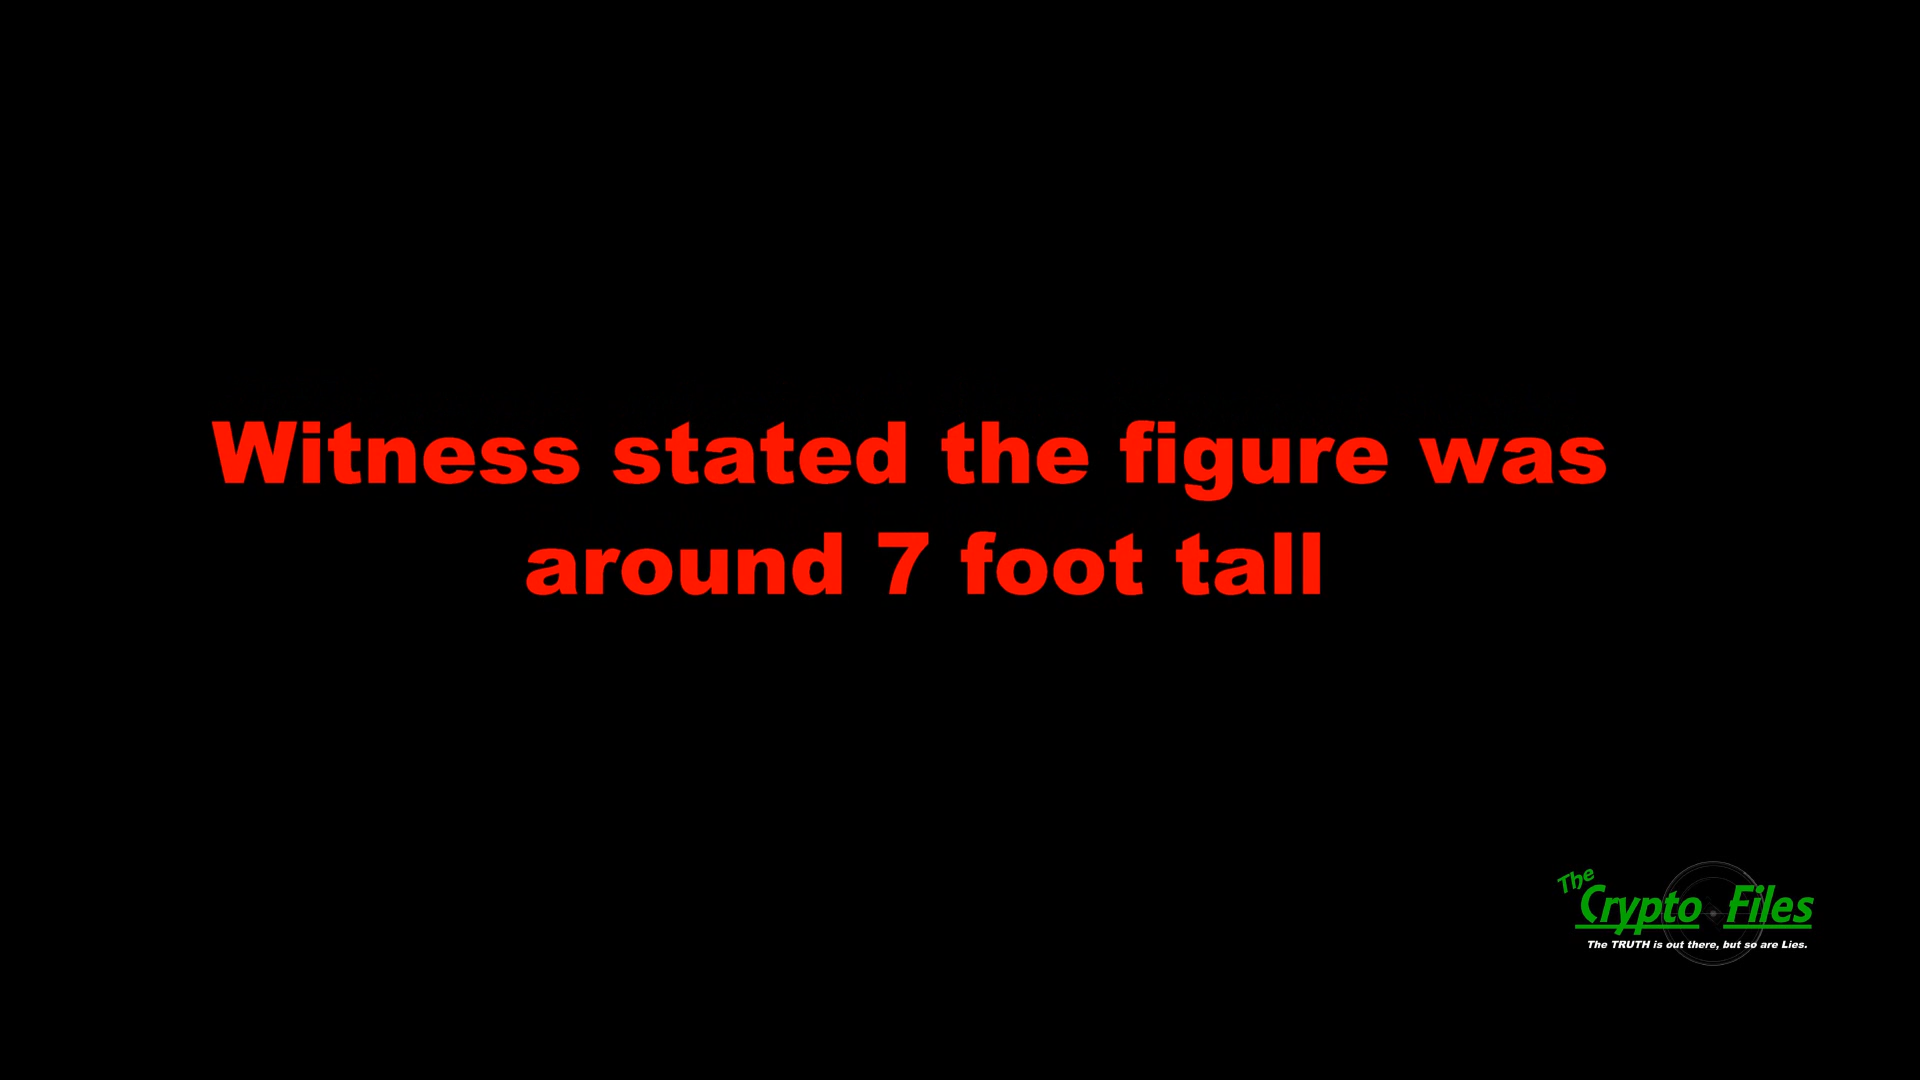 Witness stated the figure was
around 7 foot tall
The
Crypto Files
The TRUTH is out there, but so are Lies.